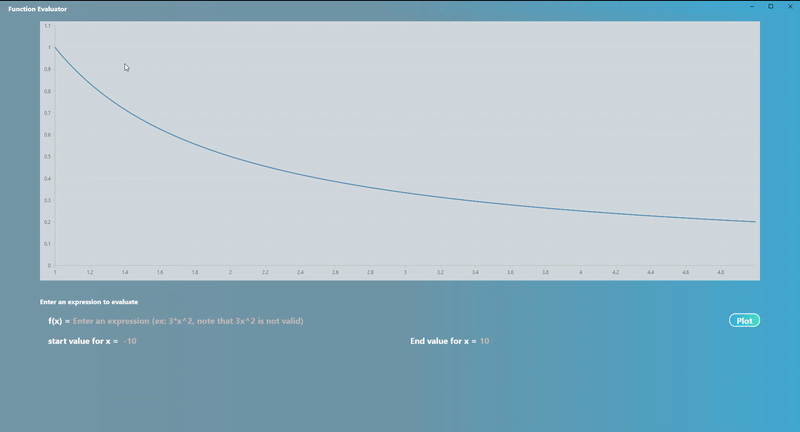 Function Evaluator
1.1
1
0.9
0.8
0.7
0.6
0.5
0.4
0.3
0.2
0.1
0
1 1.2 1.4 1.6 1.8 2 2.2 2.4 2.6 2.8 3 3.2 3.4 3.6 3.8 4 4.2 4.4 4.6 4.8
Enter an expression to evaluate
f(x) = Enter an expression (ex: 3*x^2, note that 3x^2 is not valid) Plot
start value for x = -10 End value for x = 10